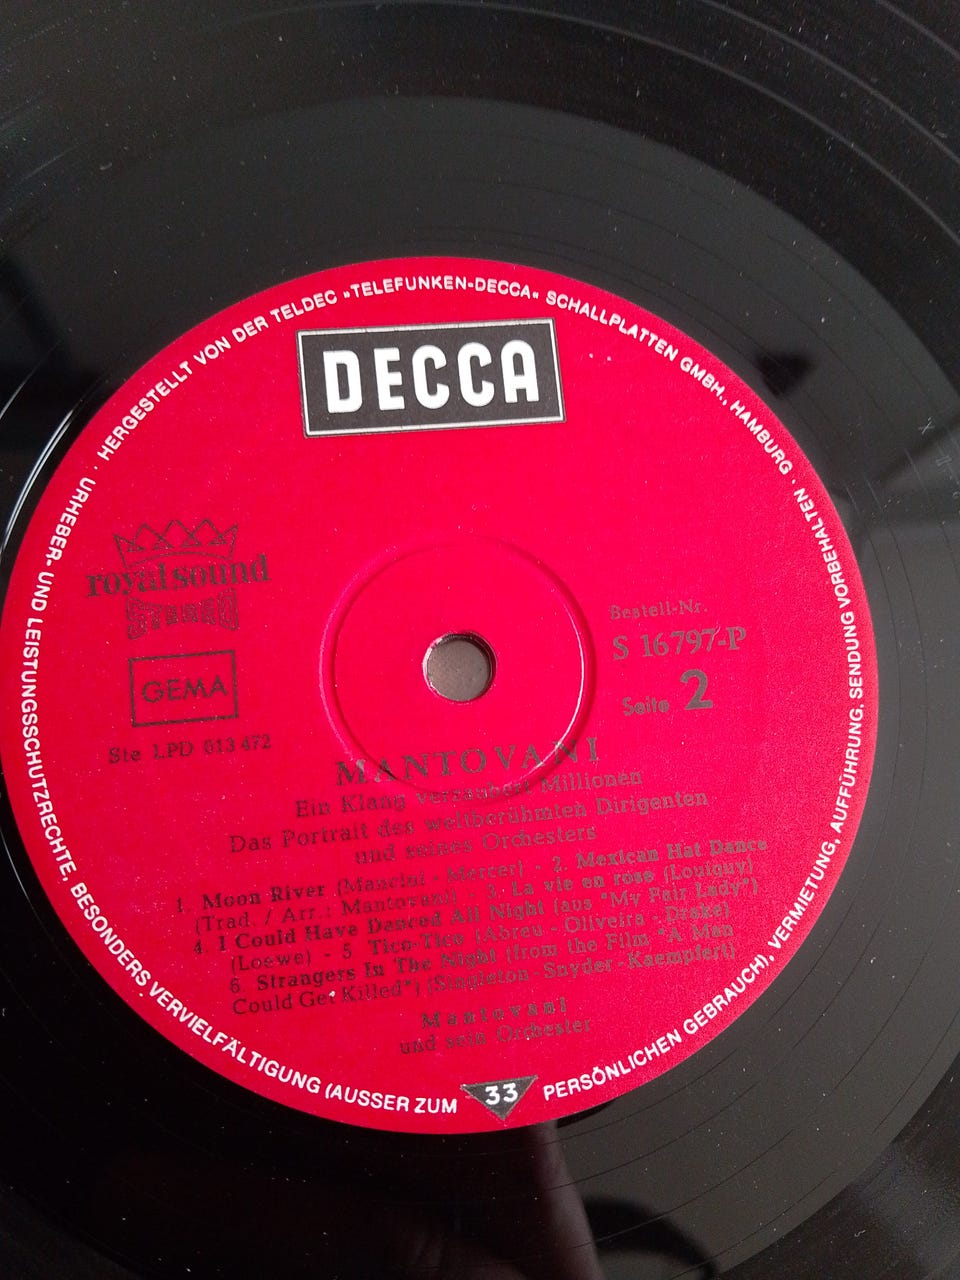 HERGESTELLT VON DER TELDEC »TELEFUNKEN-DECCA« SCHALLPLATTEN GMBH., HAMBURG · URHEBER- UND LEISTUNGSSCHUTZRECHTE, BESONDERS VERVIELFÄLTIGUNG (AUSSER ZUM PERSÖNLICHEN GEBRAUCH), VERMIETUNG, AUFFÜHRUNG, SENDUNG VORBEHALTEN ·
DECCA
royal sound
STEREO
GEMA
Ste LPD 013 472
Bestell-Nr.
S 16 797-P
Seite 2
MANTOVANI
Ein Klang verzaubert Millionen
Das Portrait des weltberühmten Dirigenten
und seines Orchesters
1. Moon River (Mancini - Mercer) - 2. Mexican Hat Dance
(Trad. / Arr.: Mantovani) - 3. La vie en rose (Louiguy)
4 I Could Have Danced All Night (aus "My Fair Lady")
(Loewe) - 5 Tico-Tico (Abreu - Oliveira - Drake)
6 Strangers In The Night (from the Film "A Man
Could Get Killed") (Singleton - Snyder - Kaempfert)
Mantovani
und sein Orchester
33